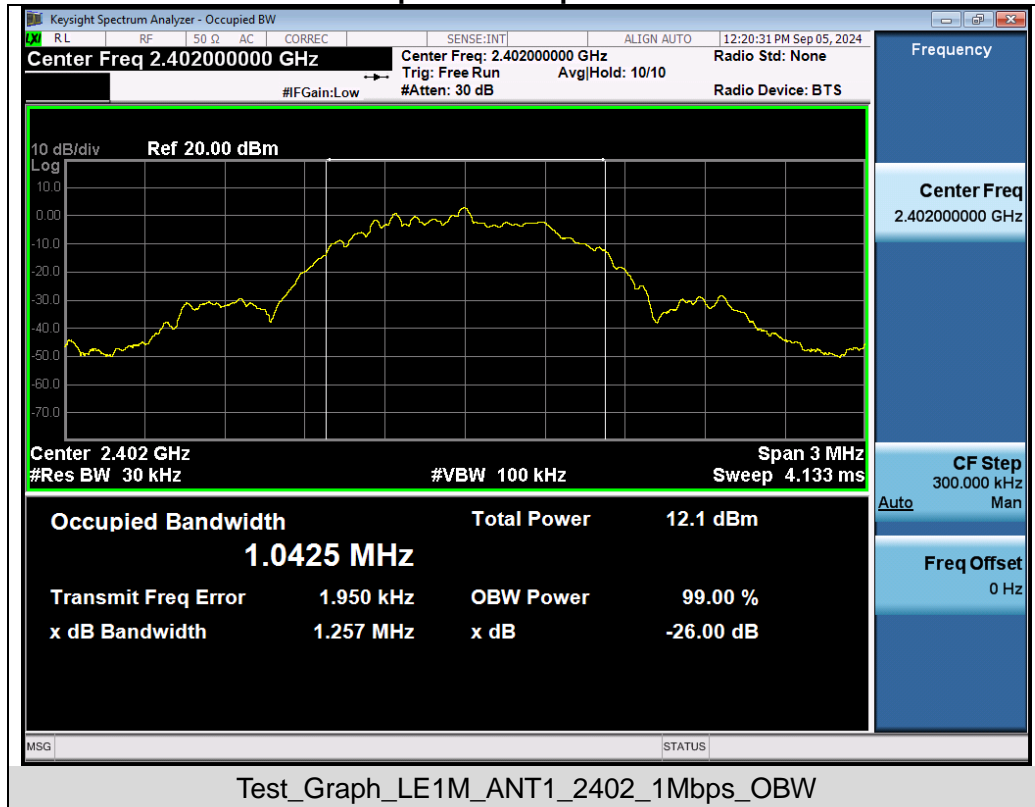 Keysight Spectrum Analyzer - Occupied BW
LXI RL RF 50 Ω AC CORREC SENSE:INT ALIGN AUTO 12:20:31 PM Sep 05, 2024
Center Freq 2.402000000 GHz
Center Freq: 2.402000000 GHz Radio Std: None
Trig: Free Run Avg|Hold: 10/10
#IFGain:Low #Atten: 30 dB Radio Device: BTS
10 dB/div Ref 20.00 dBm
Log
10.0
0.00
-10.0
-20.0
-30.0
-40.0
-50.0
-60.0
-70.0
Center 2.402 GHz Span 3 MHz
#Res BW 30 kHz #VBW 100 kHz Sweep 4.133 ms
Occupied Bandwidth Total Power 12.1 dBm
1.0425 MHz
Transmit Freq Error 1.950 kHz OBW Power 99.00 %
x dB Bandwidth 1.257 MHz x dB -26.00 dB
MSG STATUS
Frequency
Center Freq
2.402000000 GHz
CF Step
300.000 kHz
Auto Man
Freq Offset
0 Hz
Test_Graph_LE1M_ANT1_2402_1Mbps_OBW